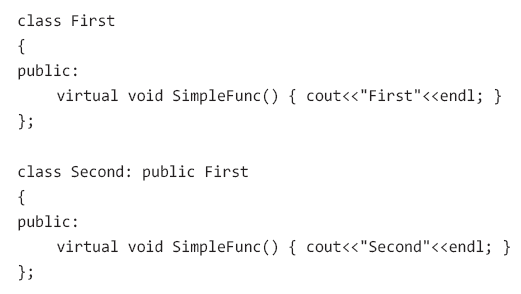 class First
{
public:
    virtual void SimpleFunc() { cout<<"First"<<endl; }
};

class Second: public First
{
public:
    virtual void SimpleFunc() { cout<<"Second"<<endl; }
};